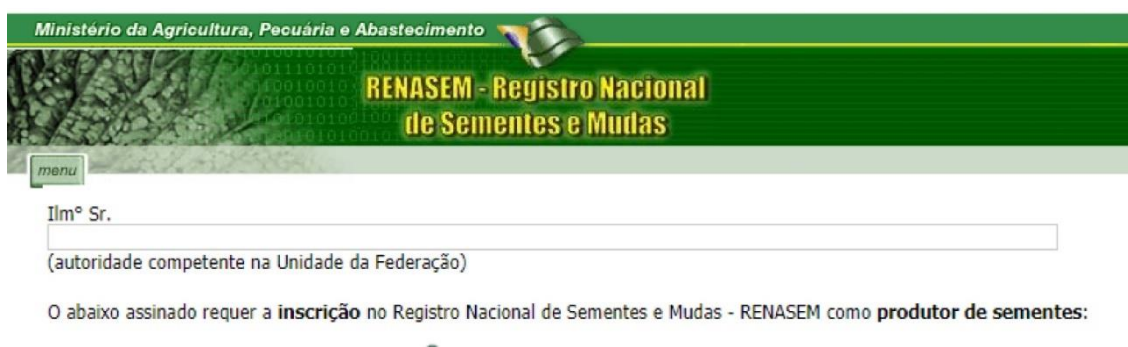 Ministério da Agricultura, Pecuária e Abastecimento
RENASEM - Registro Nacional
de Sementes e Mudas
menu
Ilm° Sr.
(autoridade competente na Unidade da Federação)
O abaixo assinado requer a inscrição no Registro Nacional de Sementes e Mudas - RENASEM como produtor de sementes: